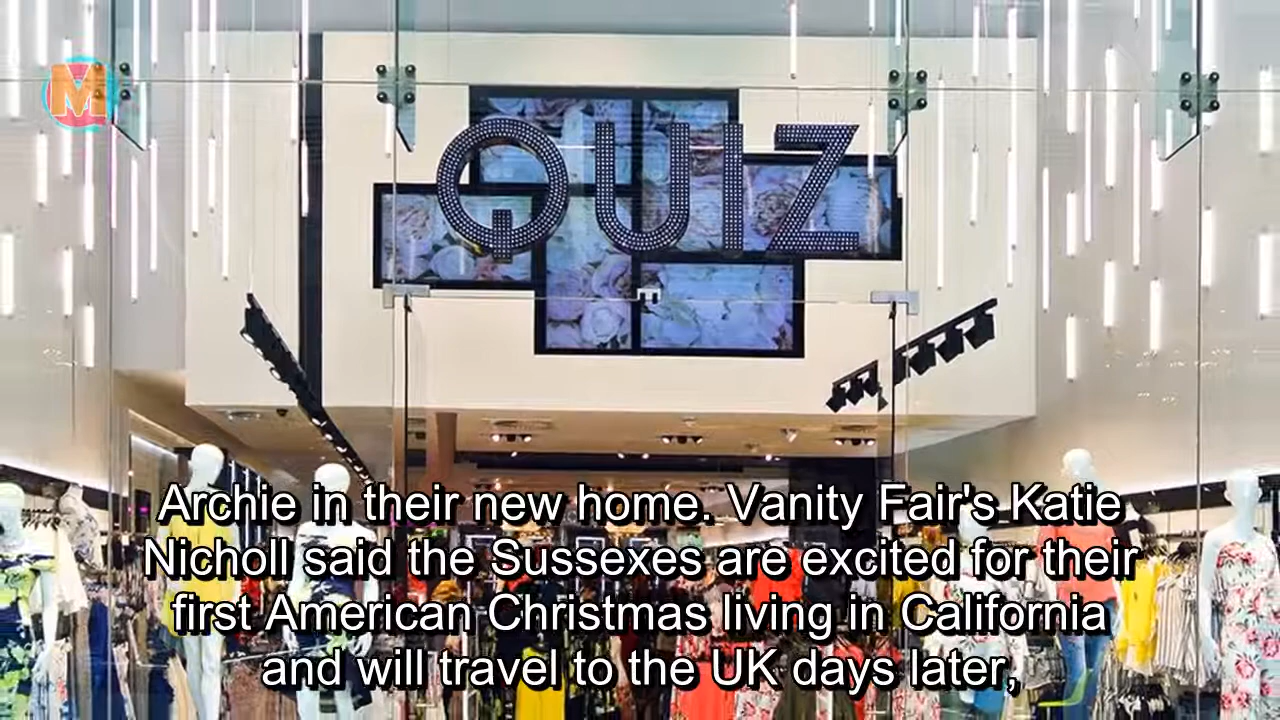 M
QUIZ
Archie in their new home. Vanity Fair's Katie
Nicholl said the Sussexes are excited for their
first American Christmas living in California
and will travel to the UK days later,